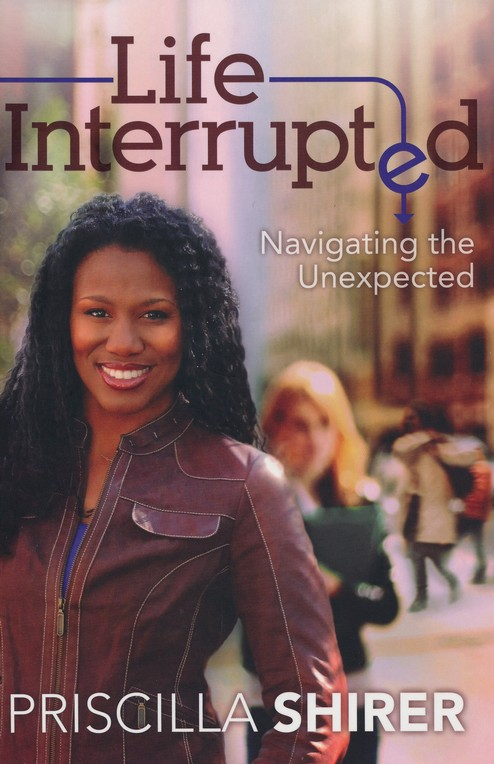 Life
Interrupted
Navigating the
Unexpected
PRISCILLA SHIRER